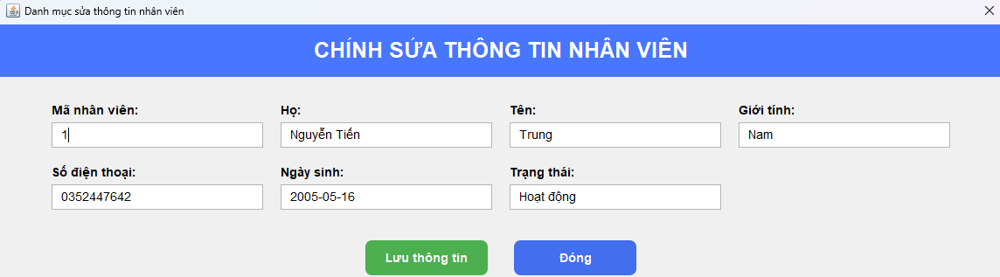 Danh mục sửa thông tin nhân viên
CHỈNH SỬA THÔNG TIN NHÂN VIÊN
Mã nhân viên: Họ: Tên: Giới tính:
1 Nguyễn Tiến Trung Nam
Số điện thoại: Ngày sinh: Trạng thái:
0352447642 2005-05-16 Hoạt động
Lưu thông tin Đóng